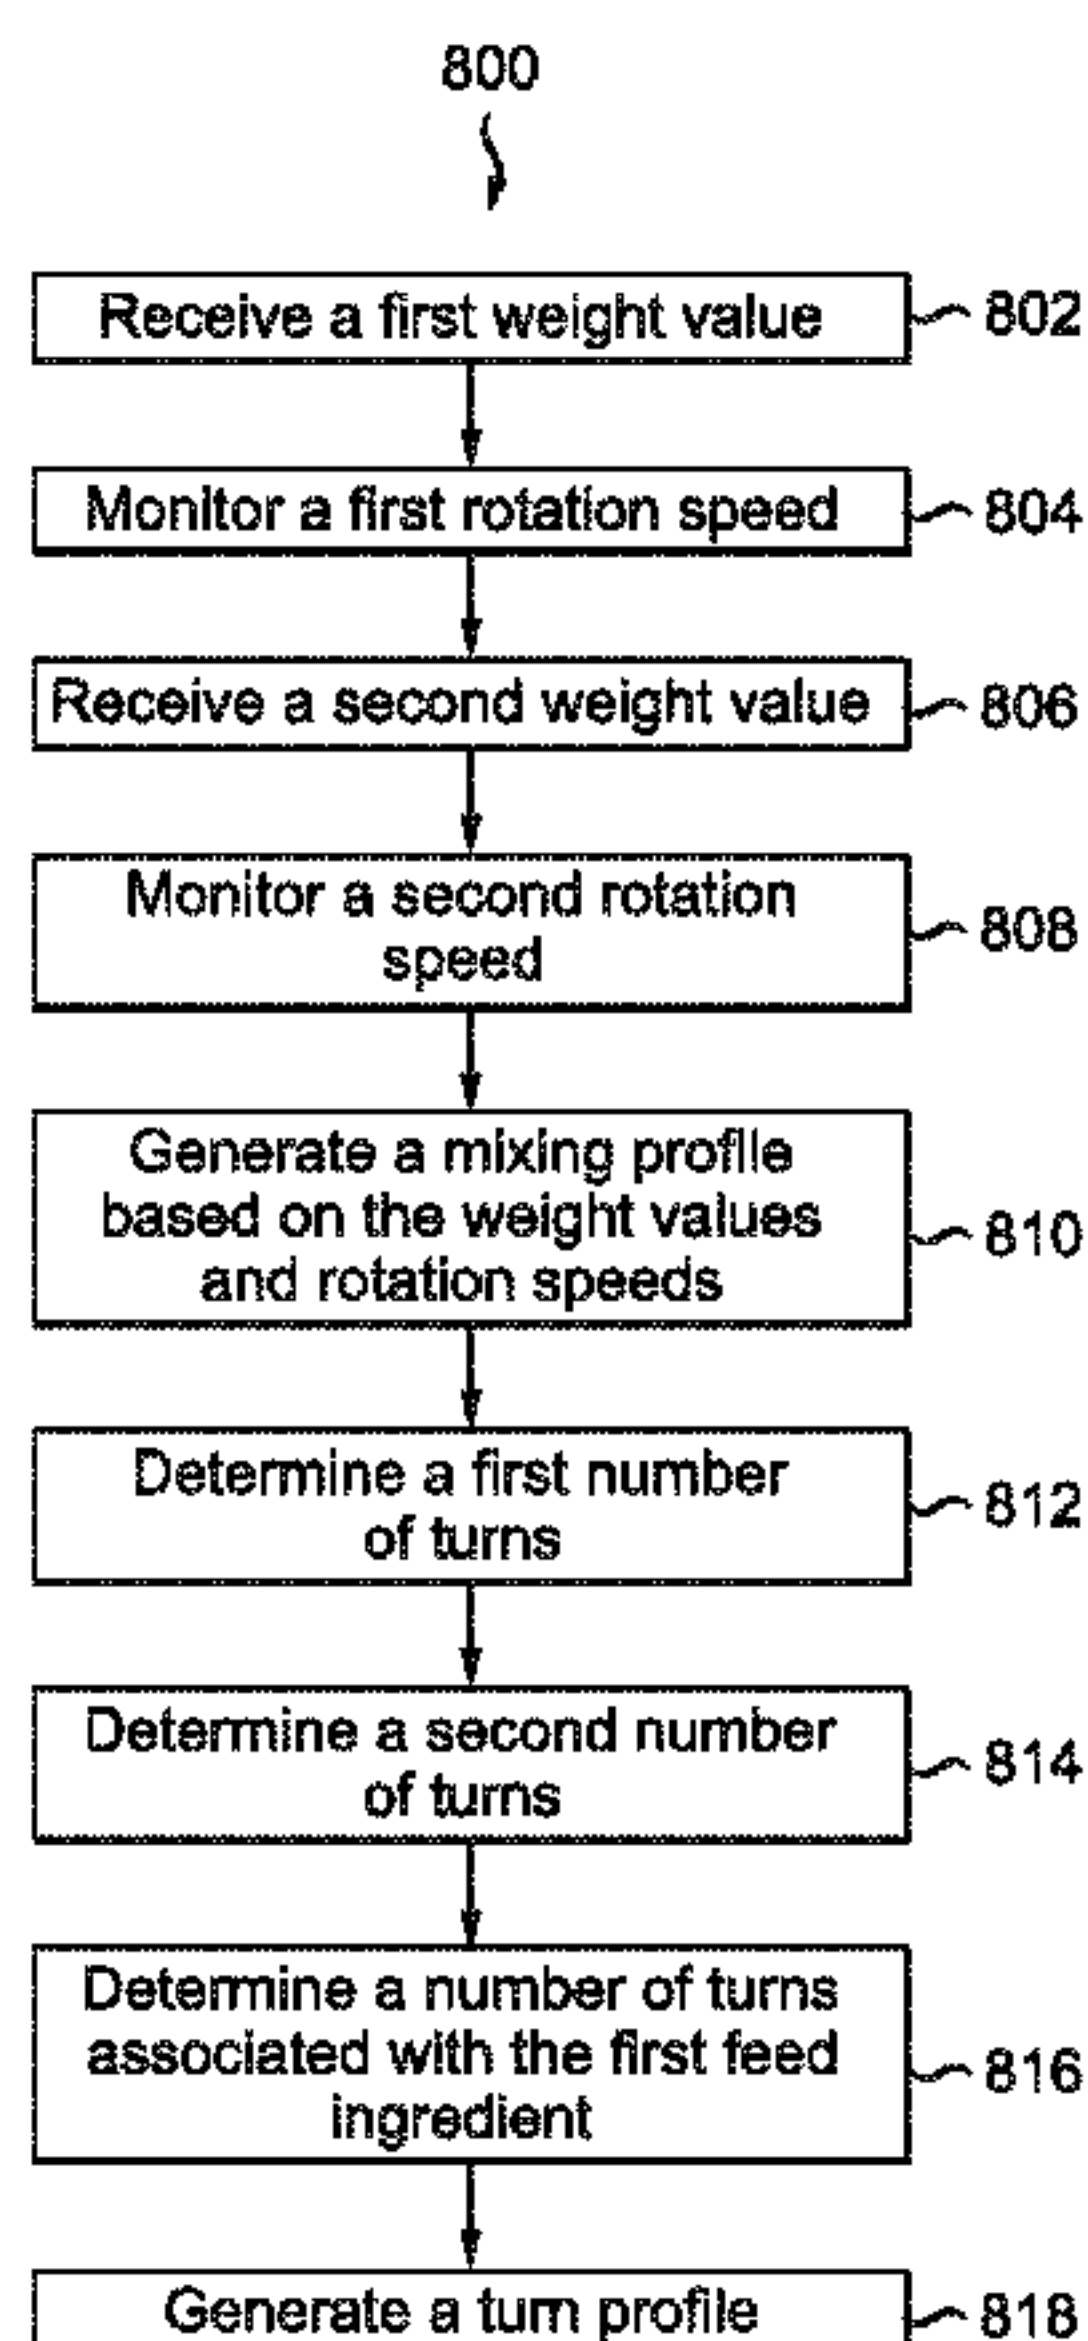 800
Receive a first weight value
802
Monitor a first rotation speed
804
Receive a second weight value
806
Monitor a second rotation
speed
808
Generate a mixing profile
based on the weight values
and rotation speeds
810
Determine a first number
of turns
812
Determine a second number
of turns
814
Determine a number of turns
associated with the first feed
ingredient
816
Generate a turn profile
818